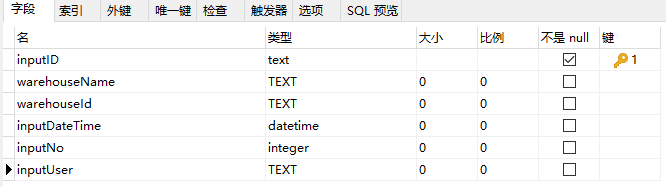 字段 索引 外键 唯一键 检查 触发器 选项 SQL 预览
名 类型 大小 比例 不是 null 键
inputID text 1
warehouseName TEXT 0 0
warehouseId TEXT 0 0
inputDateTime datetime 0 0
inputNo integer 0 0
inputUser TEXT 0 0